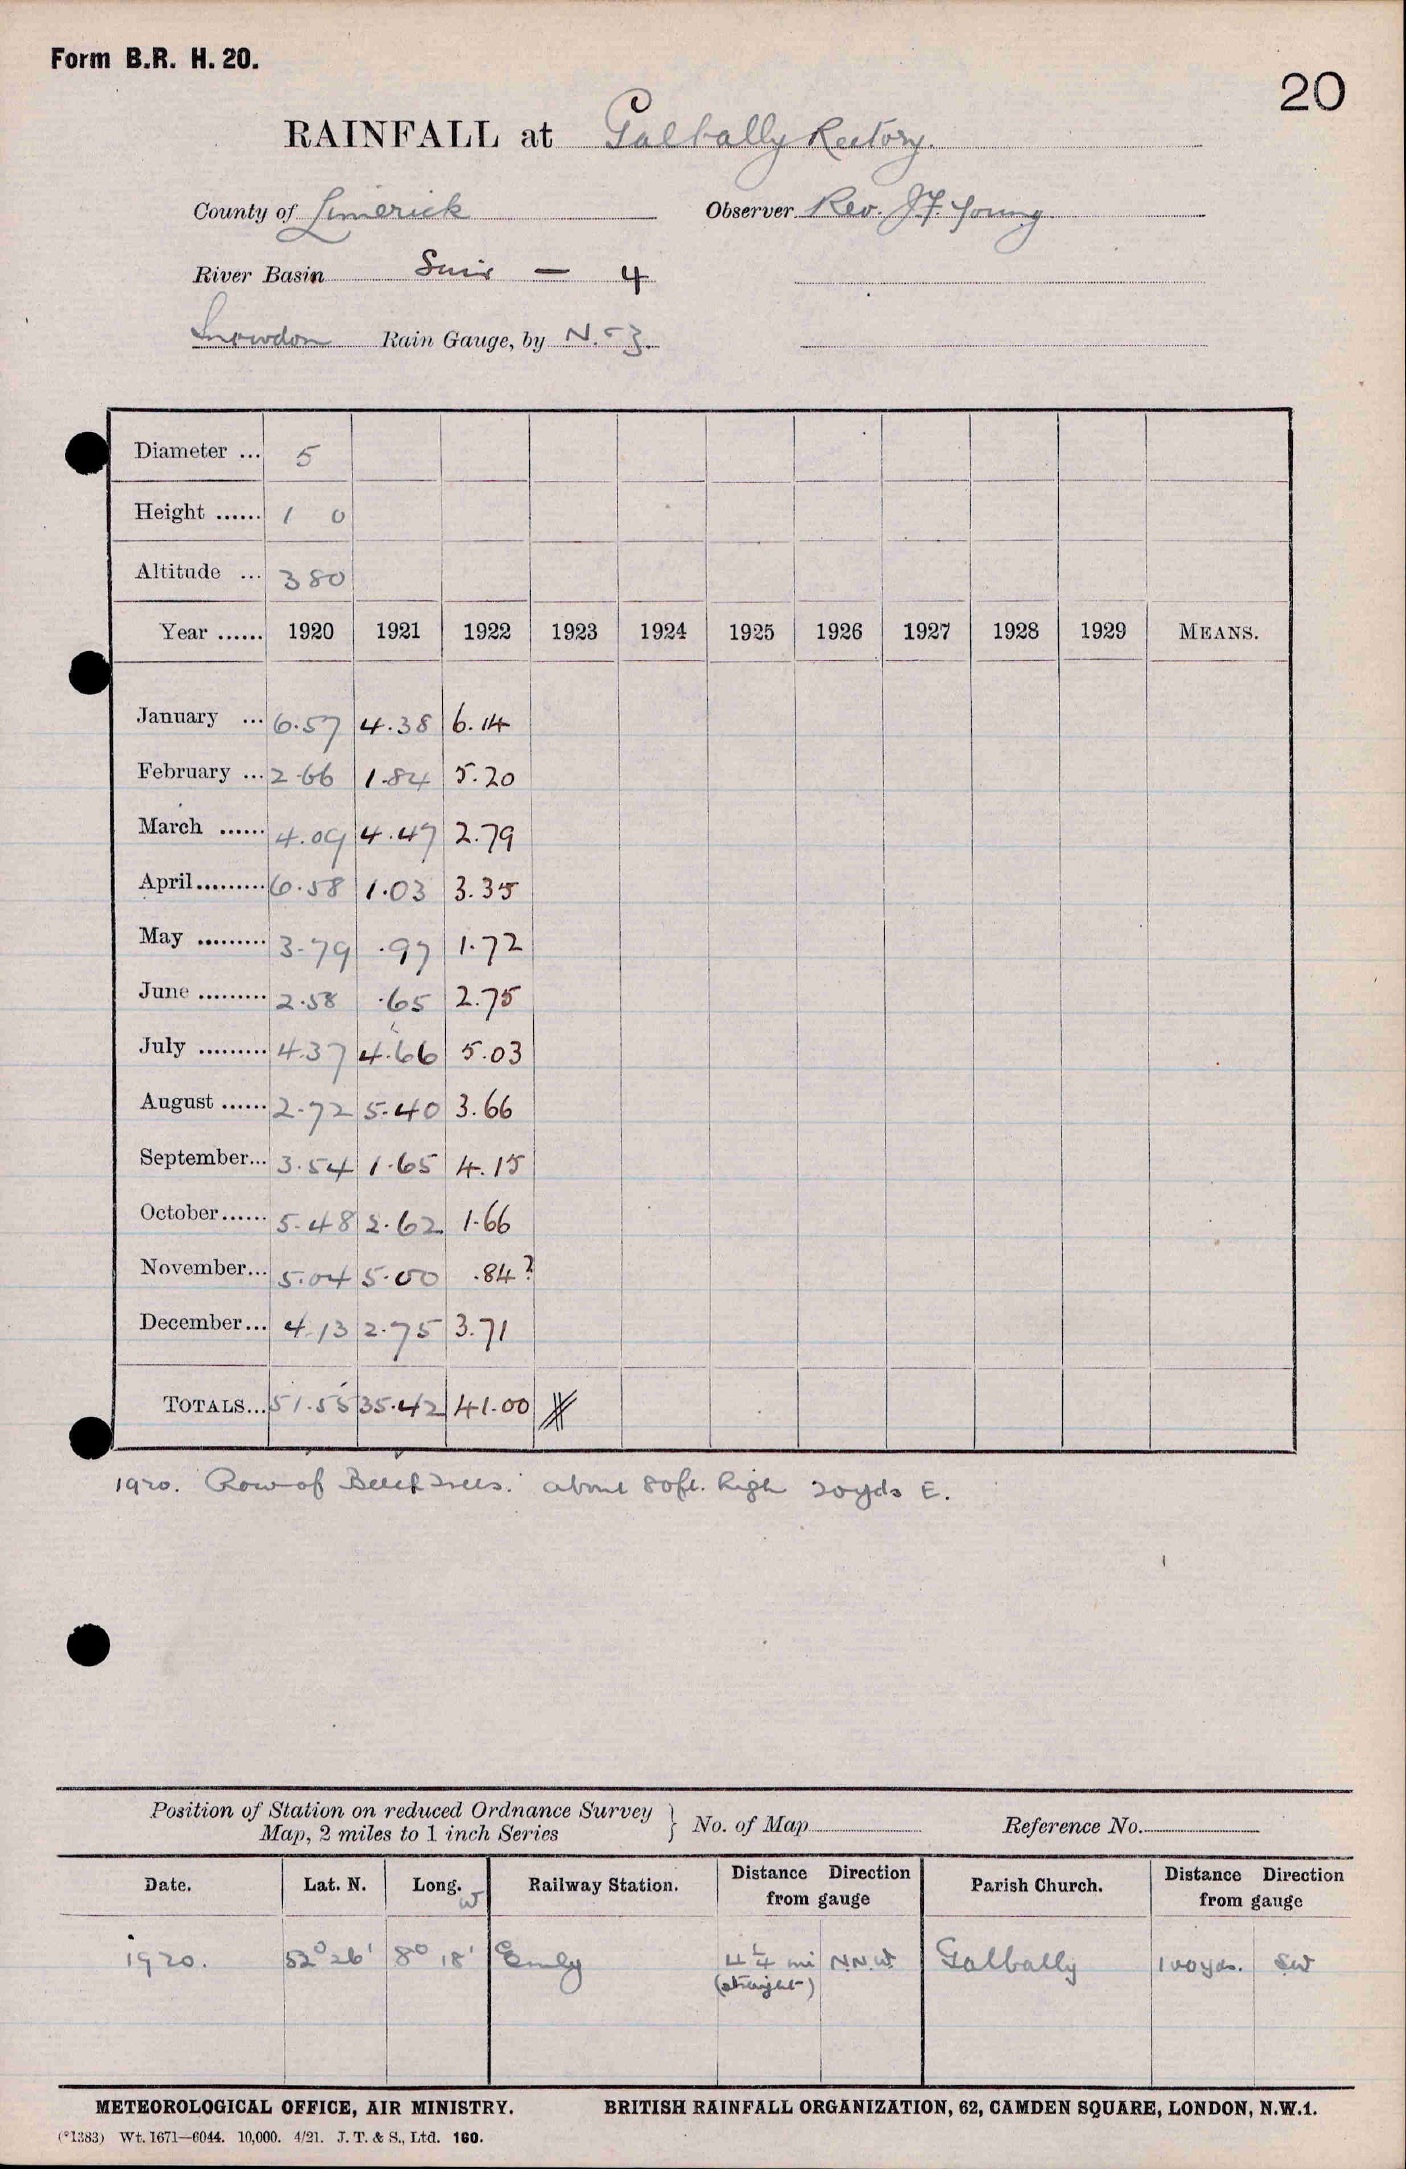 Form B.R. H. 20.
20
RAINFALL at Galbally Rectory.
County of Limerick Observer Rev. J.F. Young
River Basin Suir — 4
Snowdon Rain Gauge, by N. & Z.
Diameter ... 5
Height ...... 1 0
Altitude ... 380
Year ...... 1920 1921 1922 1923 1924 1925 1926 1927 1928 1929 MEANS.
January ... 6.57 4.38 6.14
February ... 2.66 1.84 5.20
March ...... 4.09 4.47 2.79
April ......... 6.58 1.03 3.35
May ......... 3.79 .97 1.72
June ......... 2.58 .65 2.75
July ......... 4.37 4.66 5.03
August ...... 2.72 5.40 3.66
September... 3.54 1.65 4.15
October ...... 5.48 2.62 1.66
November... 5.04 5.00 .84?
December... 4.13 2.75 3.71
TOTALS... 51.55 35.42 41.00
1920. Row of Beech trees. about 80ft. high 20yds E.
Position of Station on reduced Ordnance Survey
Map, 2 miles to 1 inch Series } No. of Map Reference No.
Date. Lat. N. Long. W Railway Station. Distance Direction from gauge Parish Church. Distance Direction from gauge
1920. 52° 26' 8° 18' Emly 4¼ mi N.N.W. Galbally 100yds. SW
(straight)
METEOROLOGICAL OFFICE, AIR MINISTRY. BRITISH RAINFALL ORGANIZATION, 62, CAMDEN SQUARE, LONDON, N.W.1.
(*1383) Wt. 1671—6044. 10,000. 4/21. J. T. & S., Ltd. 160.